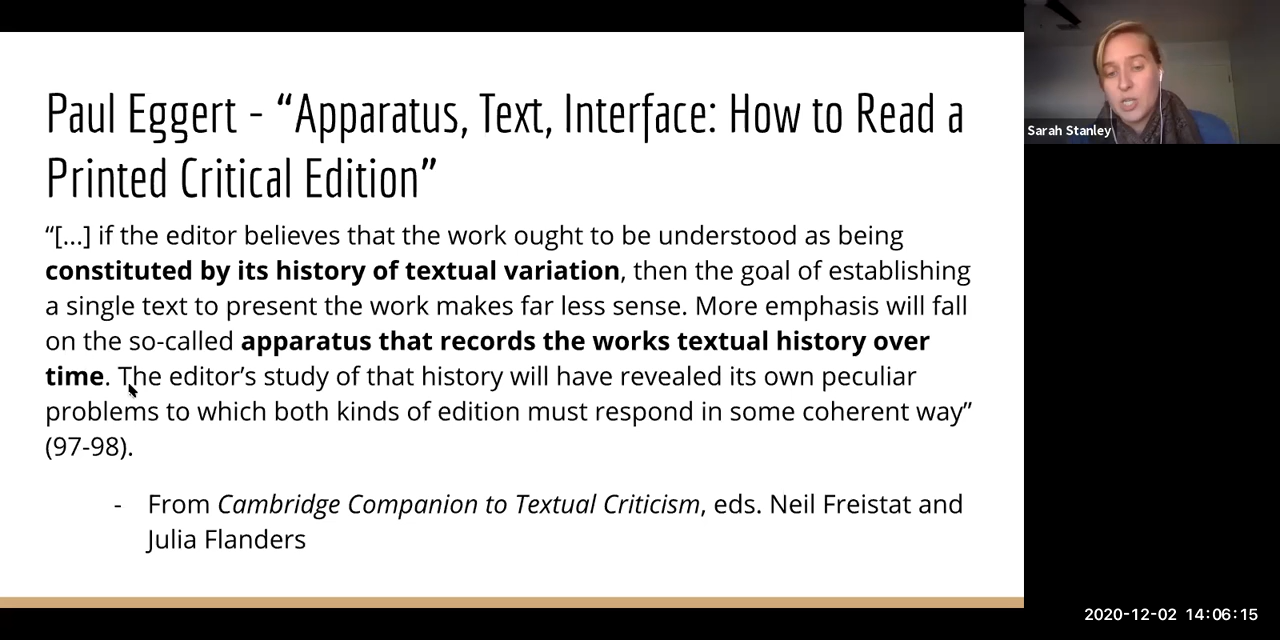 Paul Eggert - “Apparatus, Text, Interface: How to Read a
Printed Critical Edition”
“[...] if the editor believes that the work ought to be understood as being
constituted by its history of textual variation, then the goal of establishing
a single text to present the work makes far less sense. More emphasis will fall
on the so-called apparatus that records the works textual history over
time. The editor’s study of that history will have revealed its own peculiar
problems to which both kinds of edition must respond in some coherent way”
(97-98).
- From Cambridge Companion to Textual Criticism, eds. Neil Freistat and
Julia Flanders
Sarah Stanley
2020-12-02 14:06:15